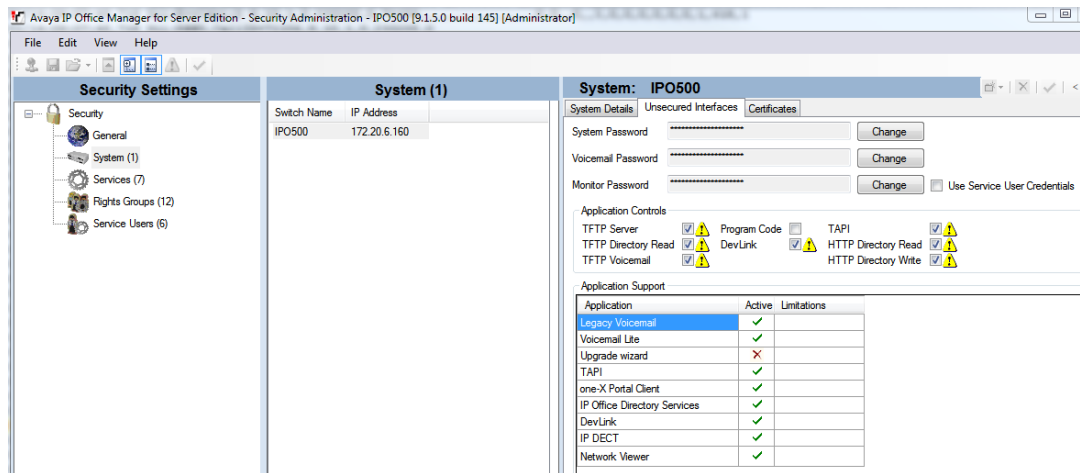 Avaya IP Office Manager for Server Edition - Security Administration - IPO500 [9.1.5.0 build 145] [Administrator]
File Edit View Help
Security Settings
Security
General
System (1)
Services (7)
Rights Groups (12)
Service Users (6)
System (1)
Switch Name IP Address
IPO500 172.20.6.160
System: IPO500
System Details Unsecured Interfaces Certificates
System Password ******************** Change
Voicemail Password ******************** Change
Monitor Password ******************** Change Use Service User Credentials
Application Controls
TFTP Server Program Code TAPI
TFTP Directory Read DevLink HTTP Directory Read
TFTP Voicemail HTTP Directory Write
Application Support
Application Active Limitations
Legacy Voicemail
Voicemail Lite
Upgrade wizard
TAPI
one-X Portal Client
IP Office Directory Services
DevLink
IP DECT
Network Viewer